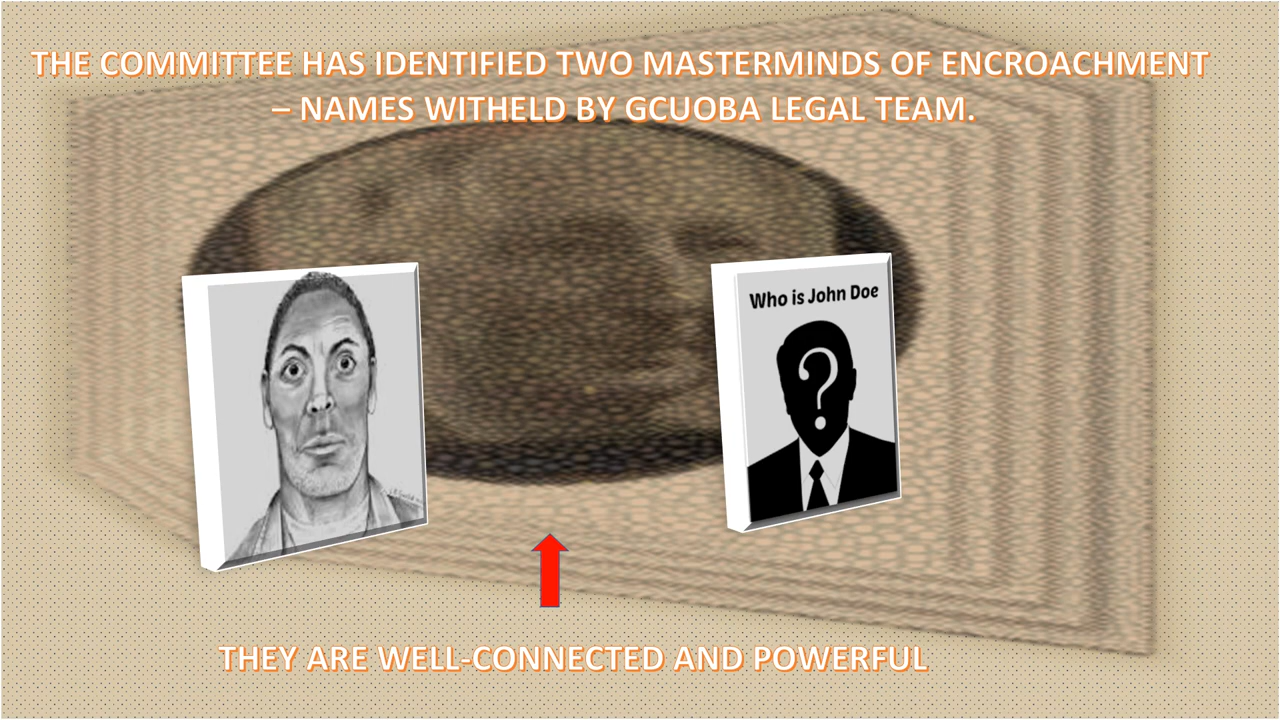 THE COMMITTEE HAS IDENTIFIED TWO MASTERMINDS OF ENCROACHMENT
– NAMES WITHELD BY GCUOBA LEGAL TEAM.
Who is John Doe
?
THEY ARE WELL-CONNECTED AND POWERFUL